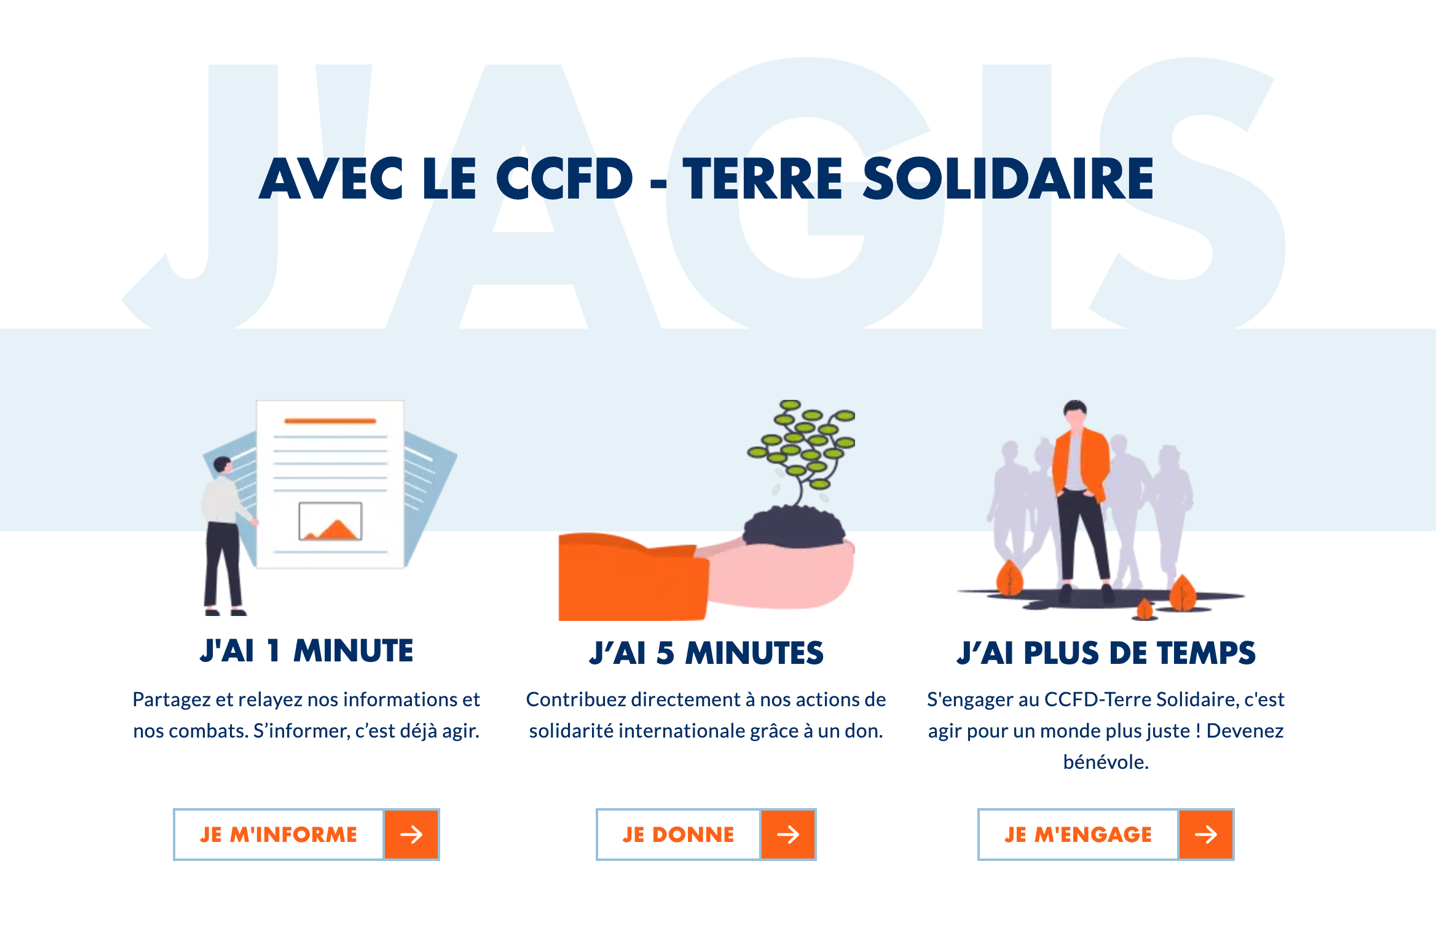 J'AGIS
AVEC LE CCFD - TERRE SOLIDAIRE
J'AI 1 MINUTE
Partagez et relayez nos informations et
nos combats. S’informer, c’est déjà agir.
JE M'INFORME
J’AI 5 MINUTES
Contribuez directement à nos actions de
solidarité internationale grâce à un don.
JE DONNE
J’AI PLUS DE TEMPS
S'engager au CCFD-Terre Solidaire, c'est
agir pour un monde plus juste ! Devenez
bénévole.
JE M'ENGAGE